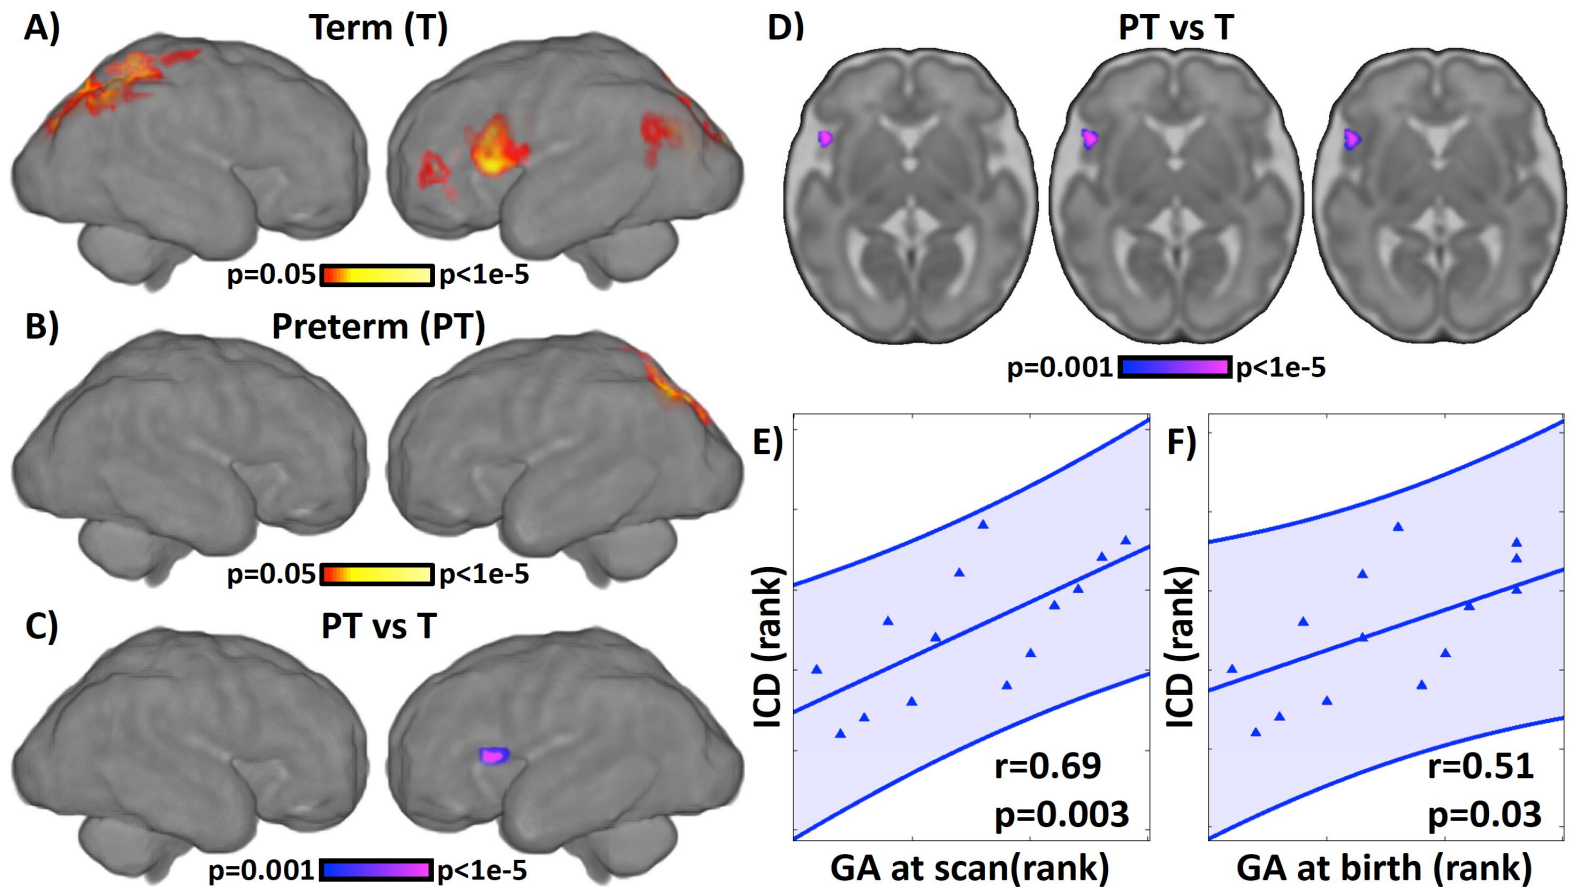 A) Term (T)
p=0.05 p<1e-5
B) Preterm (PT)
p=0.05 p<1e-5
C) PT vs T
p=0.001 p<1e-5
D) PT vs T
p=0.001 p<1e-5
E)
ICD (rank)
r=0.69
p=0.003
GA at scan(rank)
F)
ICD (rank)
r=0.51
p=0.03
GA at birth (rank)